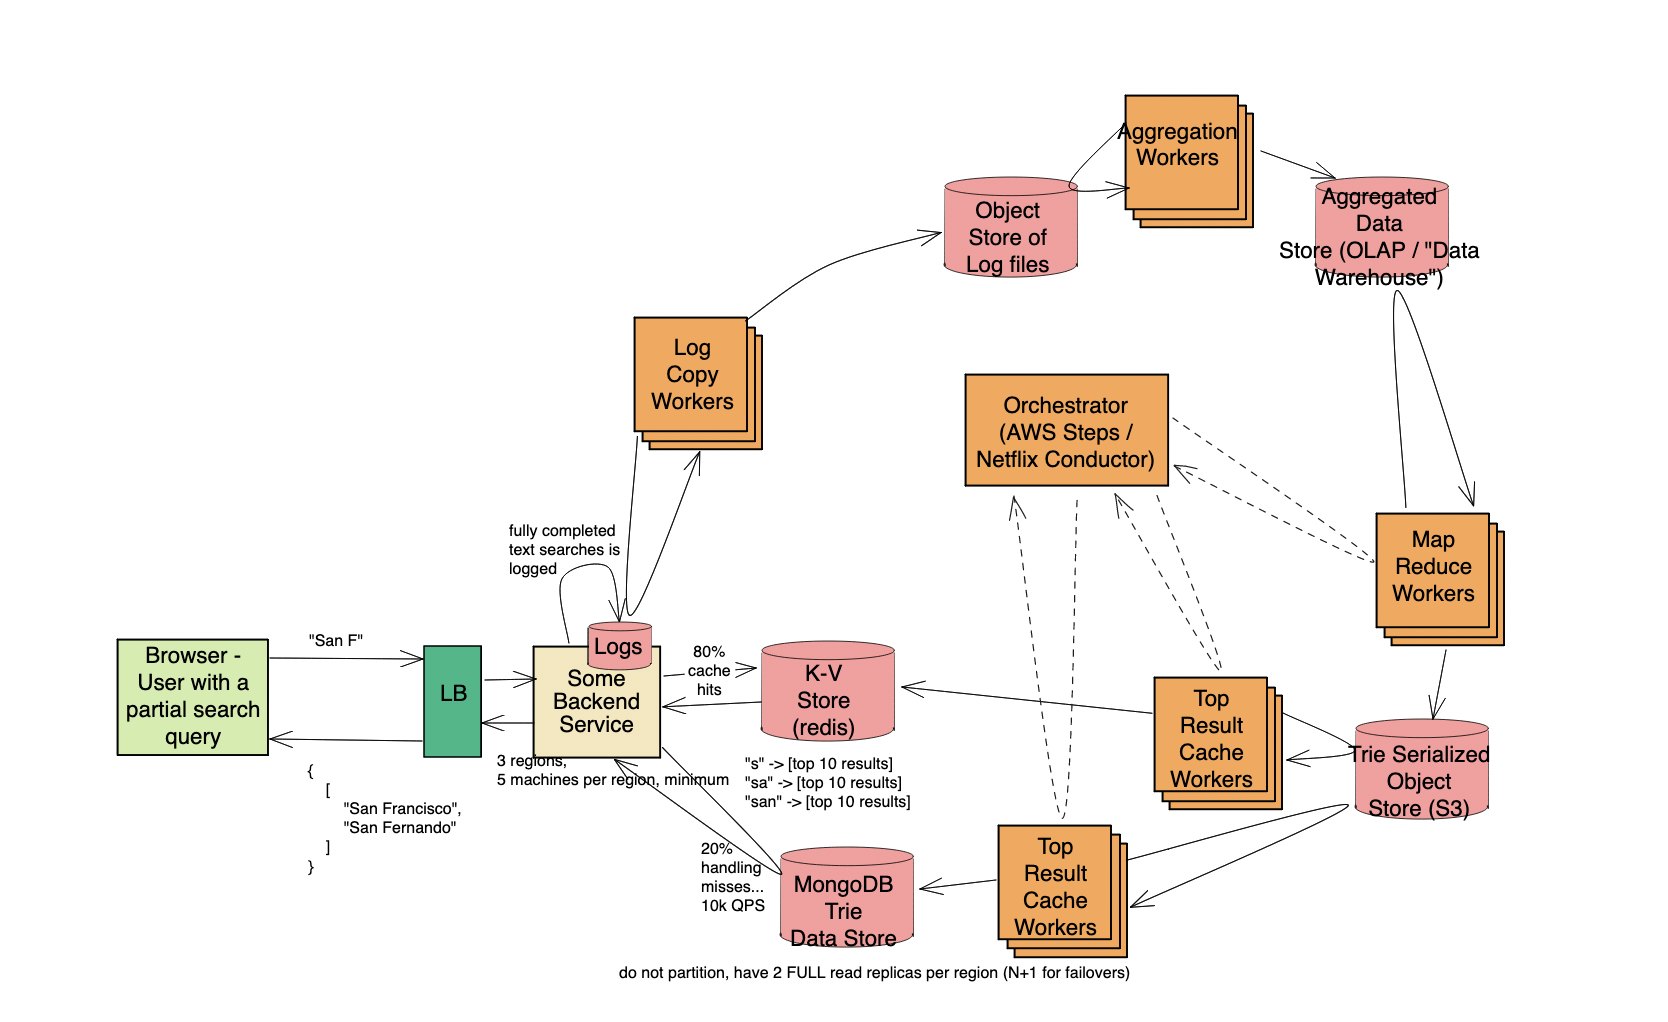 Aggregation
Workers
Object
Store of
Log files
Aggregated
Data
Store (OLAP / "Data
Warehouse")
Log
Copy
Workers
Orchestrator
(AWS Steps /
Netflix Conductor)
Map
Reduce
Workers
fully completed
text searches is
logged
Logs
Browser -
User with a
partial search
query
"San F"
LB
Some
Backend
Service
80%
cache
hits
K-V
Store
(redis)
Top
Result
Cache
Workers
Trie Serialized
Object
Store (S3)
3 regions,
5 machines per region, minimum
"s" -> [top 10 results]
"sa" -> [top 10 results]
"san" -> [top 10 results]
{
[
"San Francisco",
"San Fernando"
]
}
20%
handling
misses...
10k QPS
MongoDB
Trie
Data Store
Top
Result
Cache
Workers
do not partition, have 2 FULL read replicas per region (N+1 for failovers)